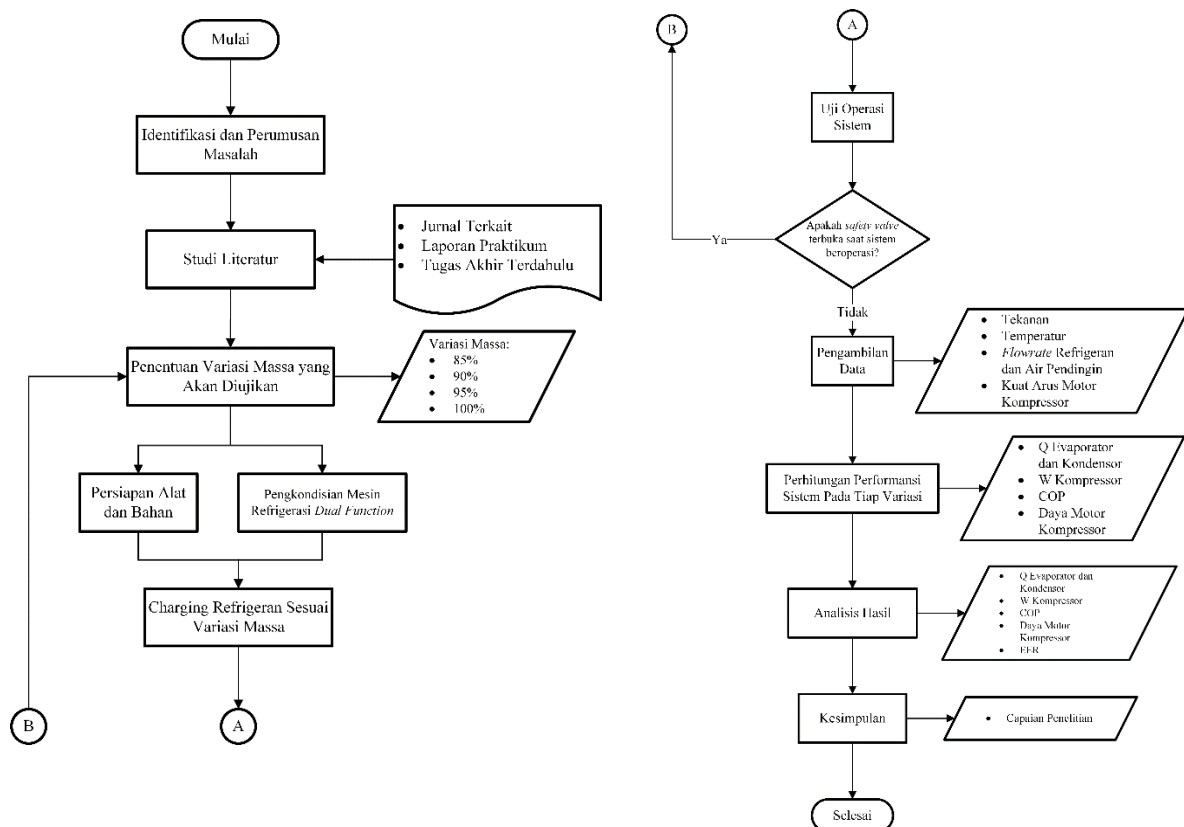 Mulai
Identifikasi dan Perumusan
Masalah
Studi Literatur
• Jurnal Terkait
• Laporan Praktikum
• Tugas Akhir Terdahulu
Penentuan Variasi Massa yang
Akan Diujikan
Variasi Massa:
• 85%
• 90%
• 95%
• 100%
Persiapan Alat
dan Bahan
Pengkondisian Mesin
Refrigerasi Dual Function
Charging Refrigeran Sesuai
Variasi Massa
B
A
B
A
Uji Operasi
Sistem
Apakah safety valve
terbuka saat sistem
beroperasi?
Ya
Tidak
Pengambilan
Data
• Tekanan
• Temperatur
• Flowrate Refrigeran
dan Air Pendingin
• Kuat Arus Motor
Kompressor
Perhitungan Performansi
Sistem Pada Tiap Variasi
• Q Evaporator
dan Kondensor
• W Kompressor
• COP
• Daya Motor
Kompressor
Analisis Hasil
• Q Evaporator dan
Kondensor
• W Kompressor
• COP
• Daya Motor
Kompressor
• EER
Kesimpulan
• Capaian Penelitian
Selesai